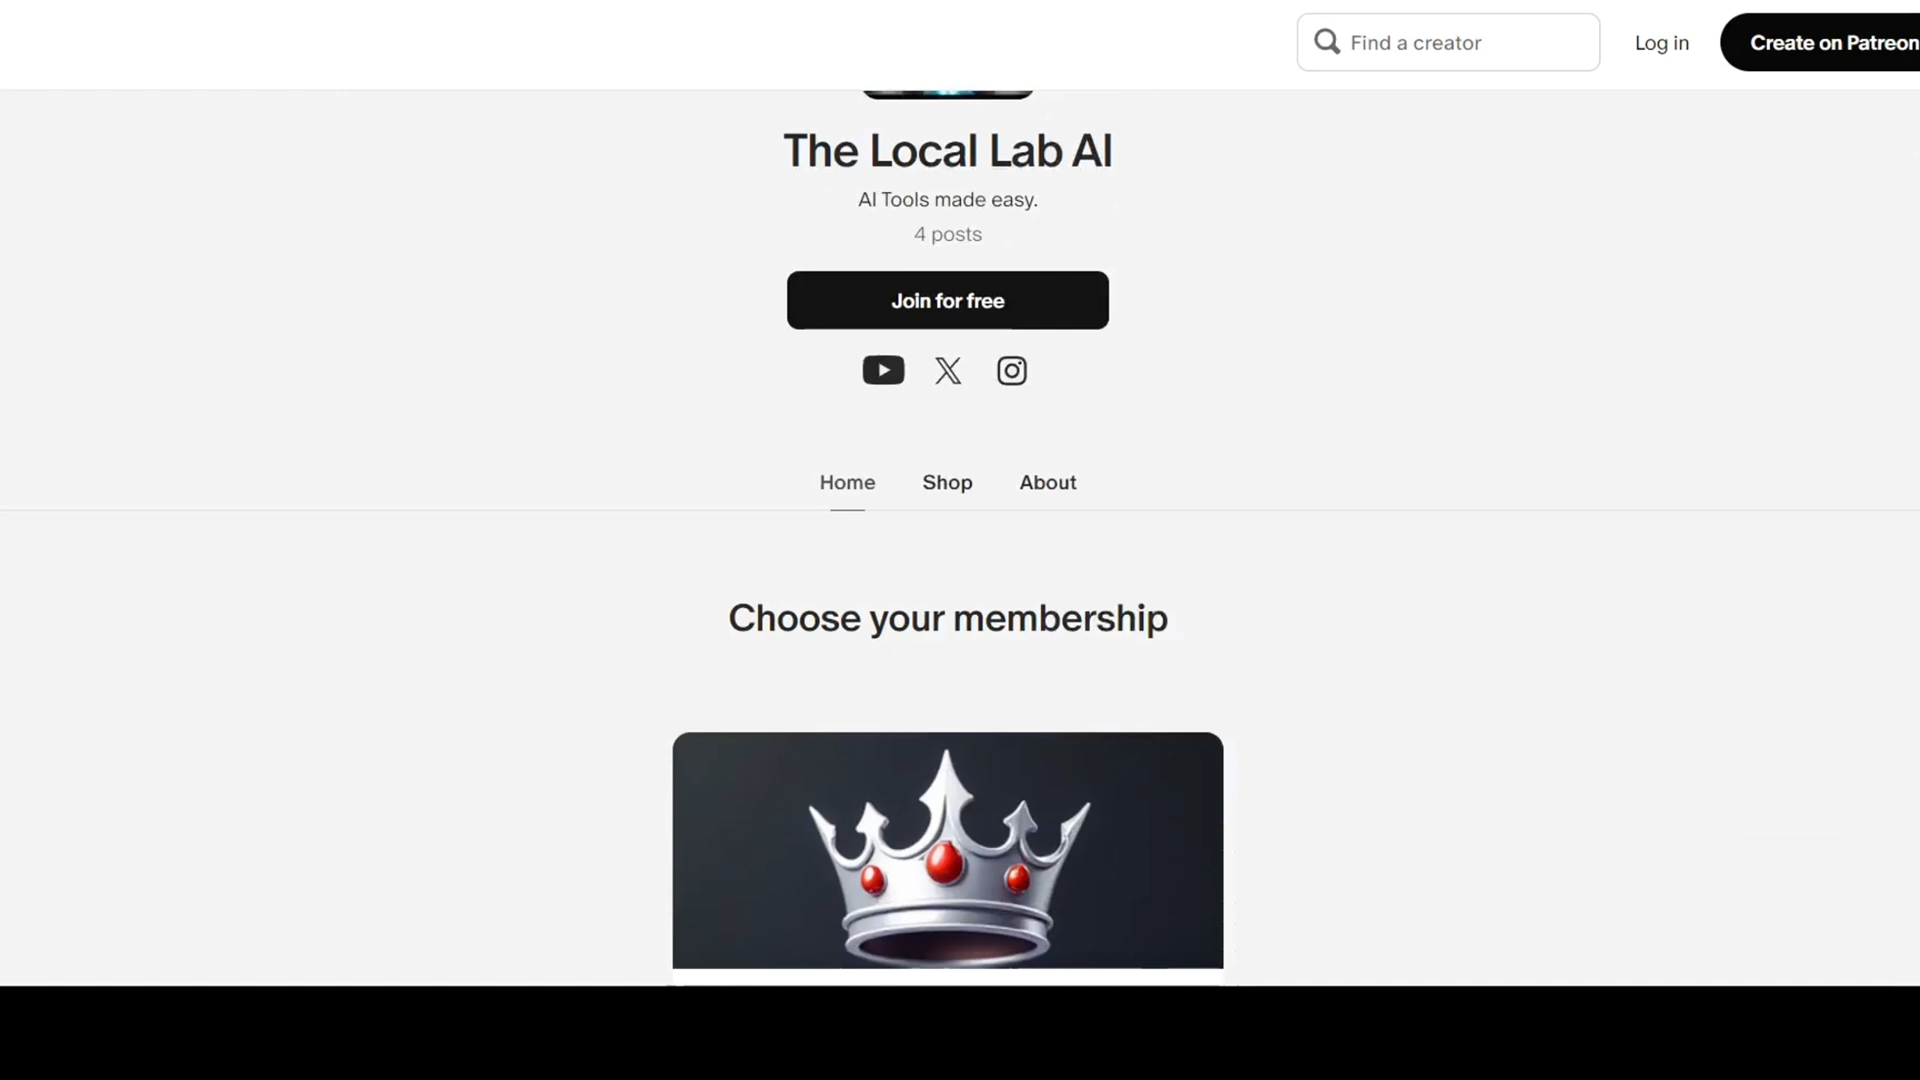 Find a creator
Log in
Create on Patreon
The Local Lab AI
AI Tools made easy.
4 posts
Join for free
Home
Shop
About
Choose your membership